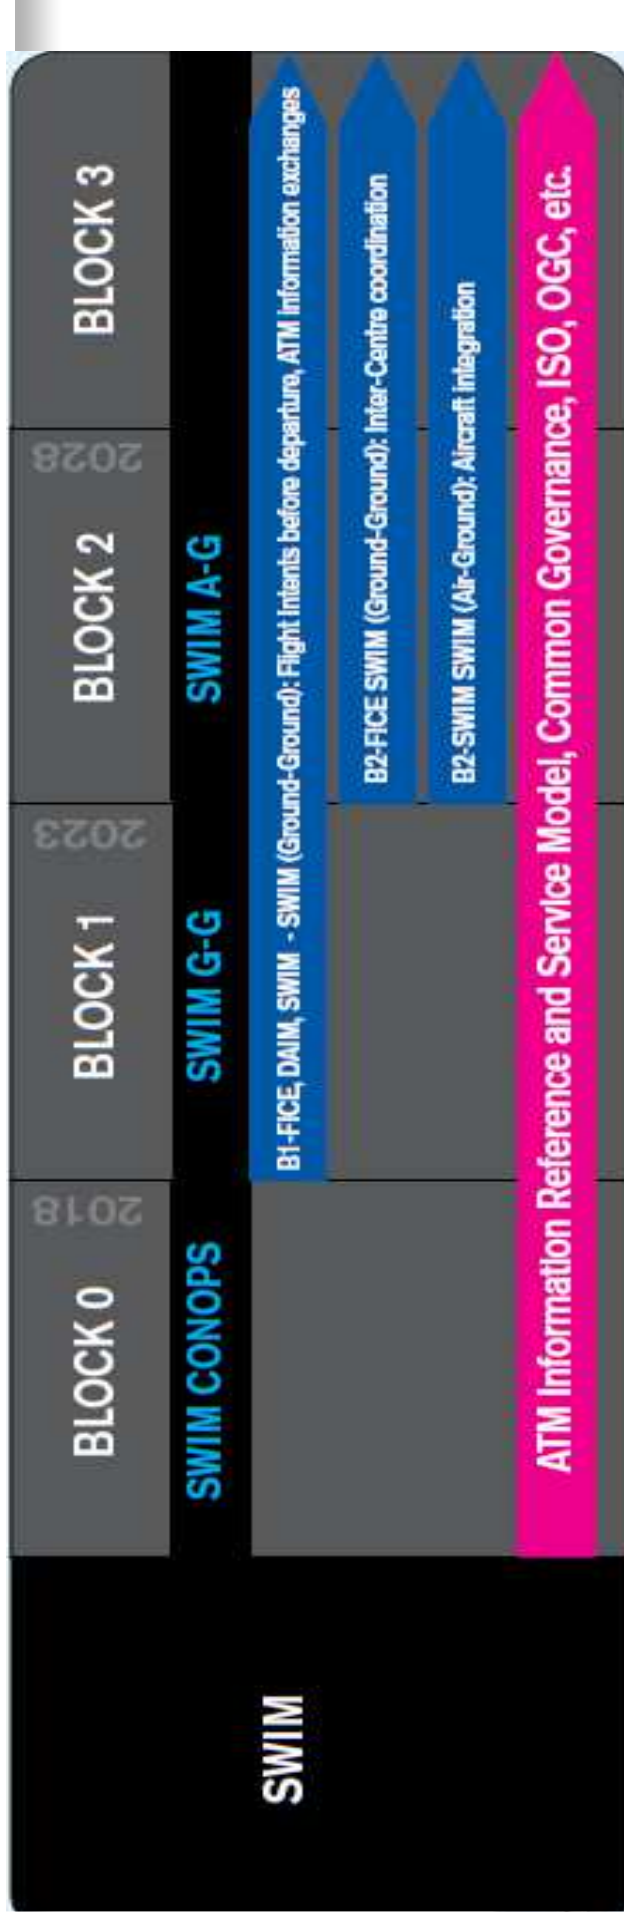 BLOCK 0
2018
BLOCK 1
2023
BLOCK 2
2028
BLOCK 3
SWIM
SWIM CONOPS
SWIM G-G
SWIM A-G
B1-FICE, DAIM, SWIM - SWIM (Ground-Ground): Flight Intents before departure, ATM information exchanges
B2-FICE SWIM (Ground-Ground): Inter-Centre coordination
B2-SWIM SWIM (Air-Ground): Aircraft integration
ATM Information Reference and Service Model, Common Governance, ISO, OGC, etc.